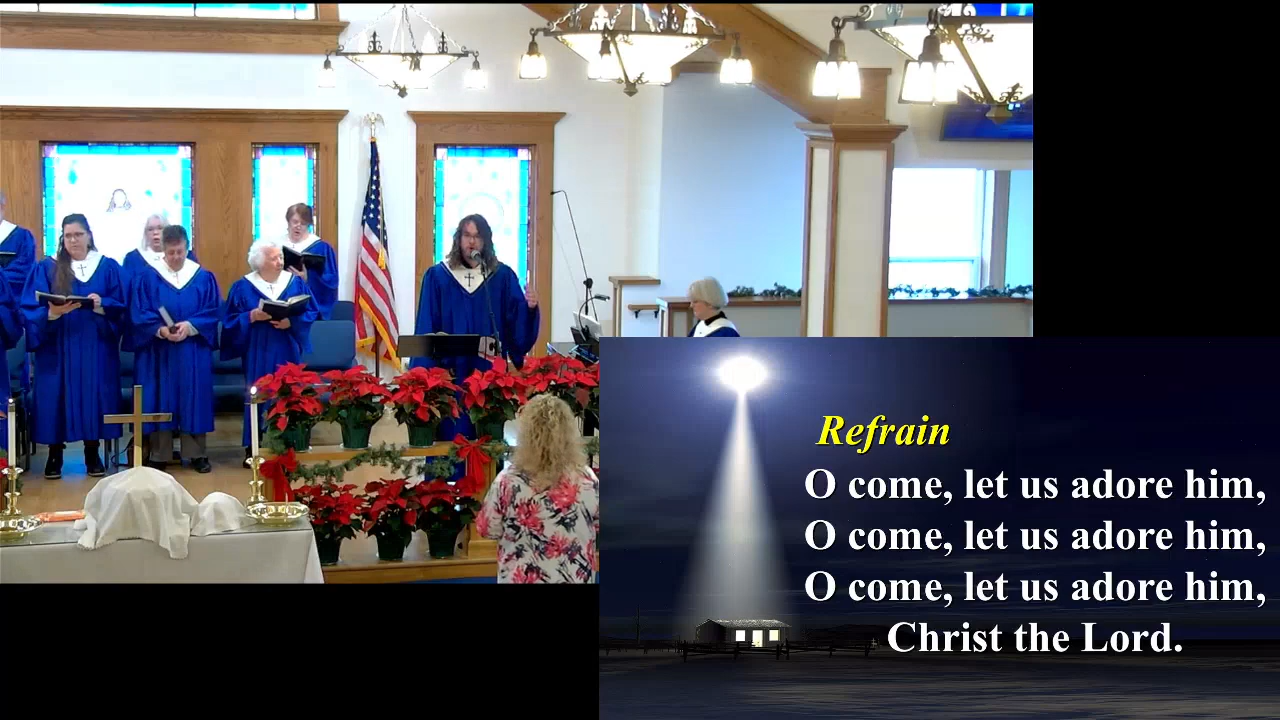 Refrain
O come, let us adore him,
O come, let us adore him,
O come, let us adore him,
Christ the Lord.